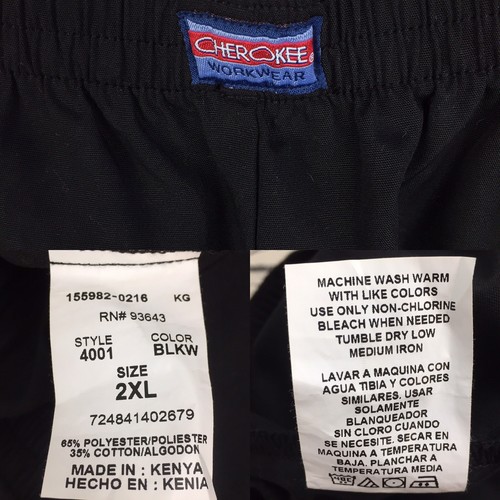 CHEROKEE®
WORKWEAR
155982-0216 KG
RN# 93643
STYLE COLOR
4001 BLKW
SIZE
2XL
724841402679
65% POLYESTER/POLIESTER
35% COTTON/ALGODON
MADE IN : KENYA
HECHO EN : KENIA
MACHINE WASH WARM
WITH LIKE COLORS
USE ONLY NON-CHLORINE
BLEACH WHEN NEEDED
TUMBLE DRY LOW
MEDIUM IRON
LAVAR A MAQUINA CON
AGUA TIBIA Y COLORES
SIMILARES. USAR
SOLAMENTE
BLANQUEADOR
SIN CLORO CUANDO
SE NECESITE. SECAR EN
MAQUINA A TEMPERATURA
BAJA, PLANCHAR A
TEMPERATURA MEDIA